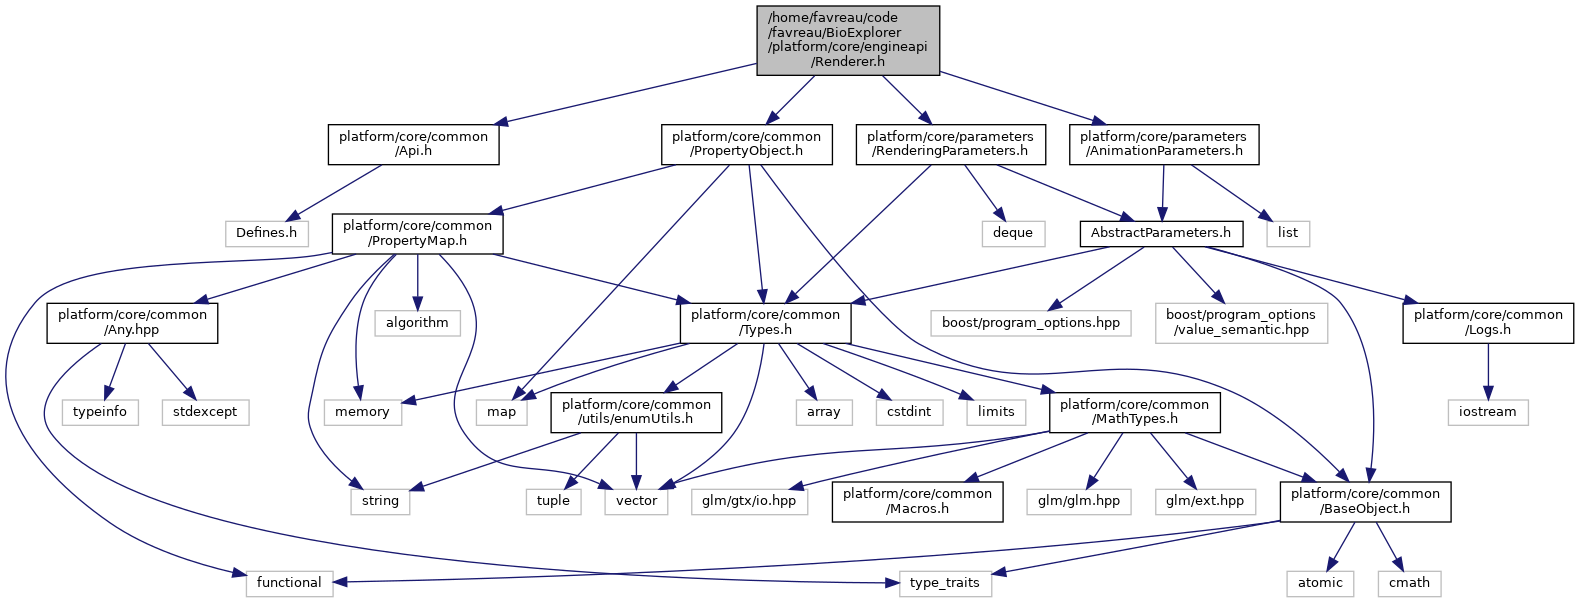 /home/favreau/code
/favreau/BioExplorer
/platform/core/engineapi
/Renderer.h
platform/core/common
/Api.h
platform/core/common
/PropertyObject.h
platform/core/parameters
/RenderingParameters.h
platform/core/parameters
/AnimationParameters.h
Defines.h
platform/core/common
/PropertyMap.h
deque
AbstractParameters.h
list
platform/core/common
/Any.hpp
algorithm
platform/core/common
/Types.h
boost/program_options.hpp
boost/program_options
/value_semantic.hpp
platform/core/common
/Logs.h
typeinfo
stdexcept
memory
map
platform/core/common
/utils/enumUtils.h
array
cstdint
limits
platform/core/common
/MathTypes.h
iostream
string
tuple
vector
glm/gtx/io.hpp
platform/core/common
/Macros.h
glm/glm.hpp
glm/ext.hpp
platform/core/common
/BaseObject.h
functional
type_traits
atomic
cmath